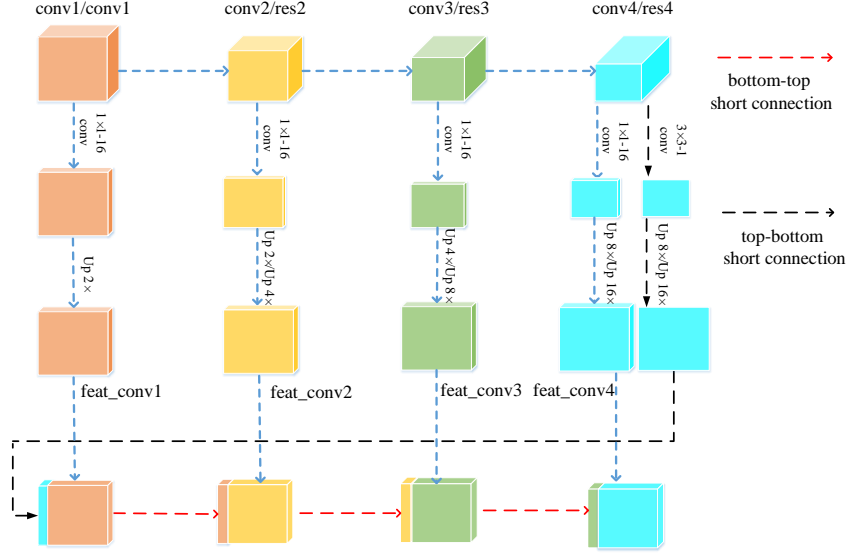 conv1/conv1
conv2/res2
conv3/res3
conv4/res4
bottom-top
short connection
1×1-16
conv
1×1-16
conv
1×1-16
conv
1×1-16
conv
3×3-1
conv
top-bottom
short connection
Up 2×
Up 2×/Up 4×
Up 4×/Up 8×
Up 8×/Up 16×
Up 8×/Up 16×
feat_conv1
feat_conv2
feat_conv3
feat_conv4